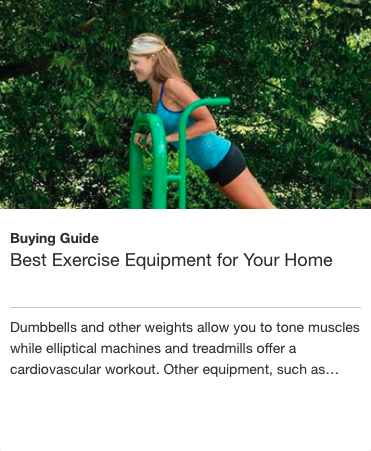 Buying Guide
Best Exercise Equipment for Your Home
Dumbbells and other weights allow you to tone muscles
while elliptical machines and treadmills offer a
cardiovascular workout. Other equipment, such as…